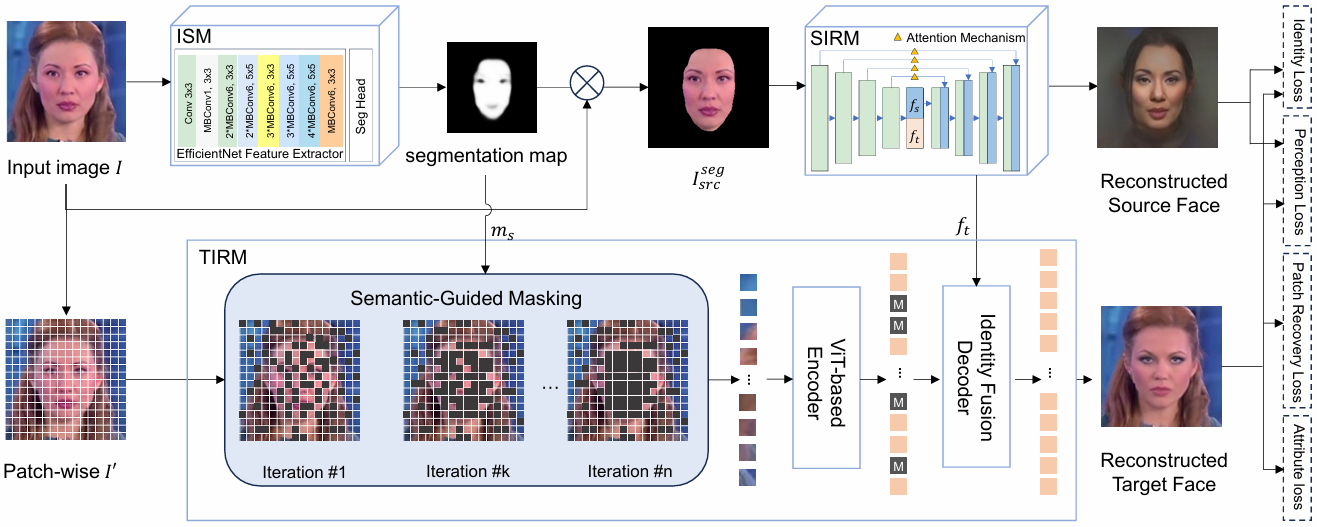 ISM
Conv 3x3
MBConv1, 3x3
2*MBConv6, 3x3
2*MBConv6, 5x5
3*MBConv6, 3x3
3*MBConv6, 5x5
4*MBConv6, 5x5
MBConv6, 3x3
Seg Head
EfficientNet Feature Extractor
Input image I
segmentation map
I_{src}^{seg}
SIRM
Attention Mechanism
f_s
f_t
Reconstructed
Source Face
Identity Loss
Perception Loss
Patch Recovery Loss
Attribute loss
m_s
f_t
TIRM
Semantic-Guided Masking
Iteration #1
Iteration #k
...
Iteration #n
...
ViT-based
Encoder
M
M
...
M
M
Identity Fusion
Decoder
...
Patch-wise I′
Reconstructed
Target Face